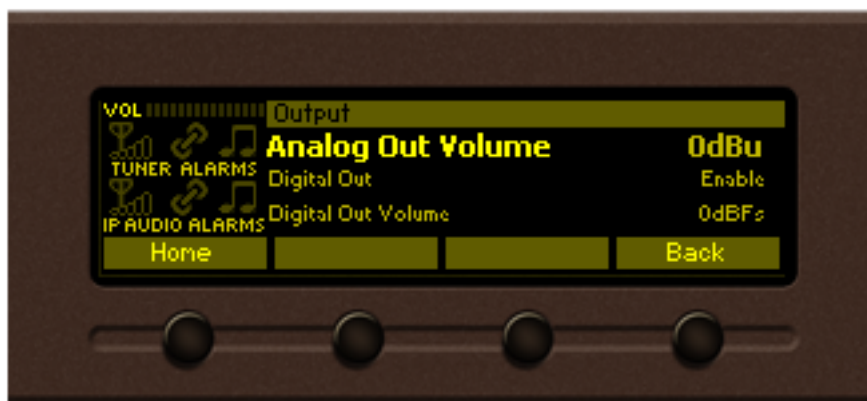 VOL
Output
Analog Out Volume 0dBu
TUNER ALARMS
Digital Out Enable
Digital Out Volume 0dBFs
IP AUDIO ALARMS
Home Back